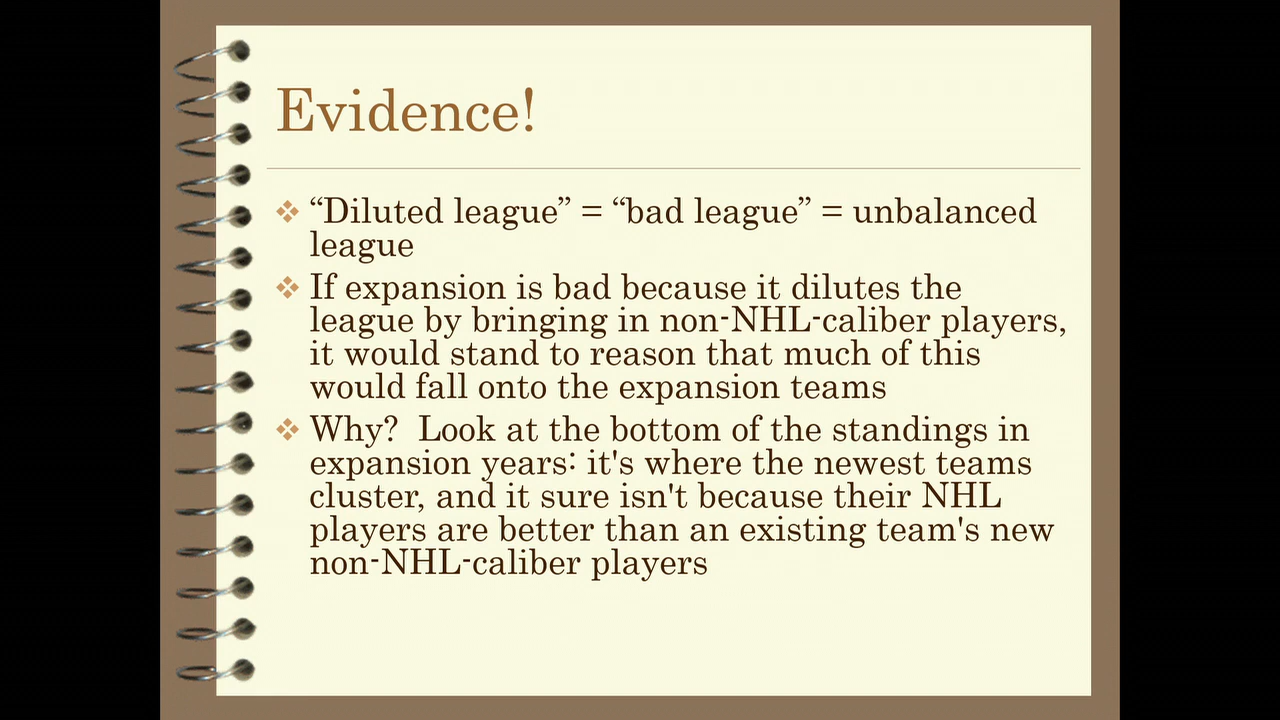 Evidence!
“Diluted league” = “bad league” = unbalanced
league
If expansion is bad because it dilutes the
league by bringing in non-NHL-caliber players,
it would stand to reason that much of this
would fall onto the expansion teams
Why?  Look at the bottom of the standings in
expansion years: it's where the newest teams
cluster, and it sure isn't because their NHL
players are better than an existing team's new
non-NHL-caliber players